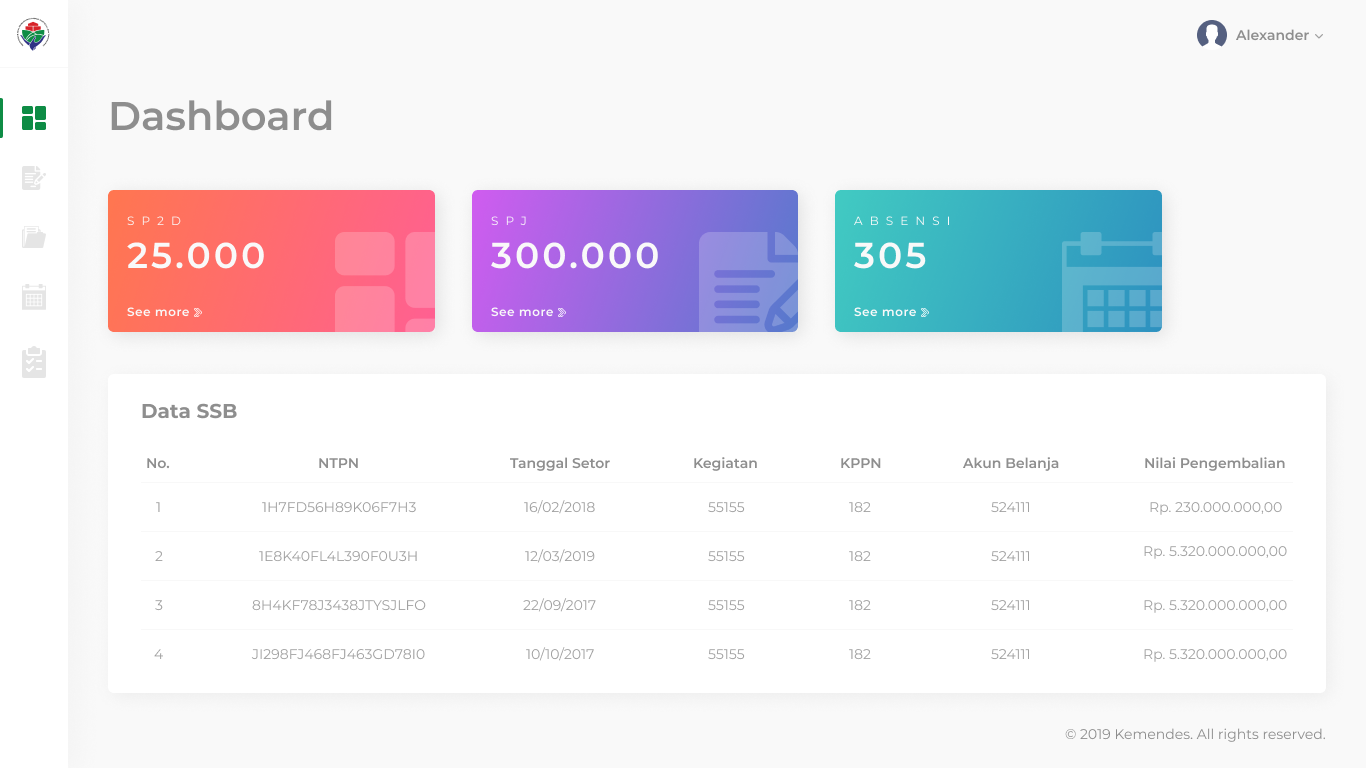 Alexander
Dashboard
SP2D
25.000
See more
SPJ
300.000
See more
ABSENSI
305
See more
Data SSB
No. NTPN Tanggal Setor Kegiatan KPPN Akun Belanja Nilai Pengembalian
1 1H7FD56H89K06F7H3 16/02/2018 55155 182 524111 Rp. 230.000.000,00
2 1E8K40FL4L390F0U3H 12/03/2019 55155 182 524111 Rp. 5.320.000.000,00
3 8H4KF78J3438JTYSJLFO 22/09/2017 55155 182 524111 Rp. 5.320.000.000,00
4 JI298FJ468FJ463GD78I0 10/10/2017 55155 182 524111 Rp. 5.320.000.000,00
© 2019 Kemendes. All rights reserved.